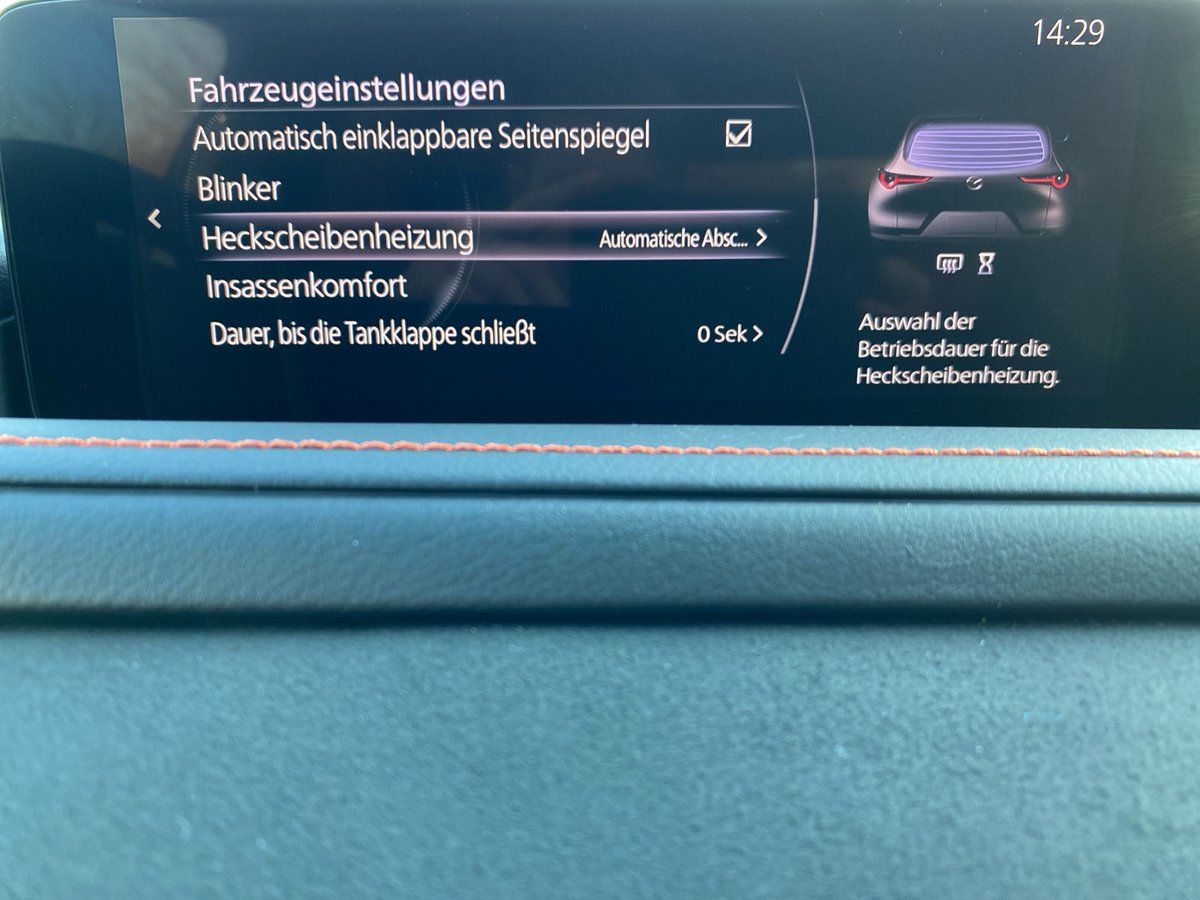 14:29
Fahrzeugeinstellungen
Automatisch einklappbare Seitenspiegel
Blinker
Heckscheibenheizung Automatische Absc...
Insassenkomfort
Dauer, bis die Tankklappe schließt 0 Sek
Auswahl der
Betriebsdauer für die
Heckscheibenheizung.